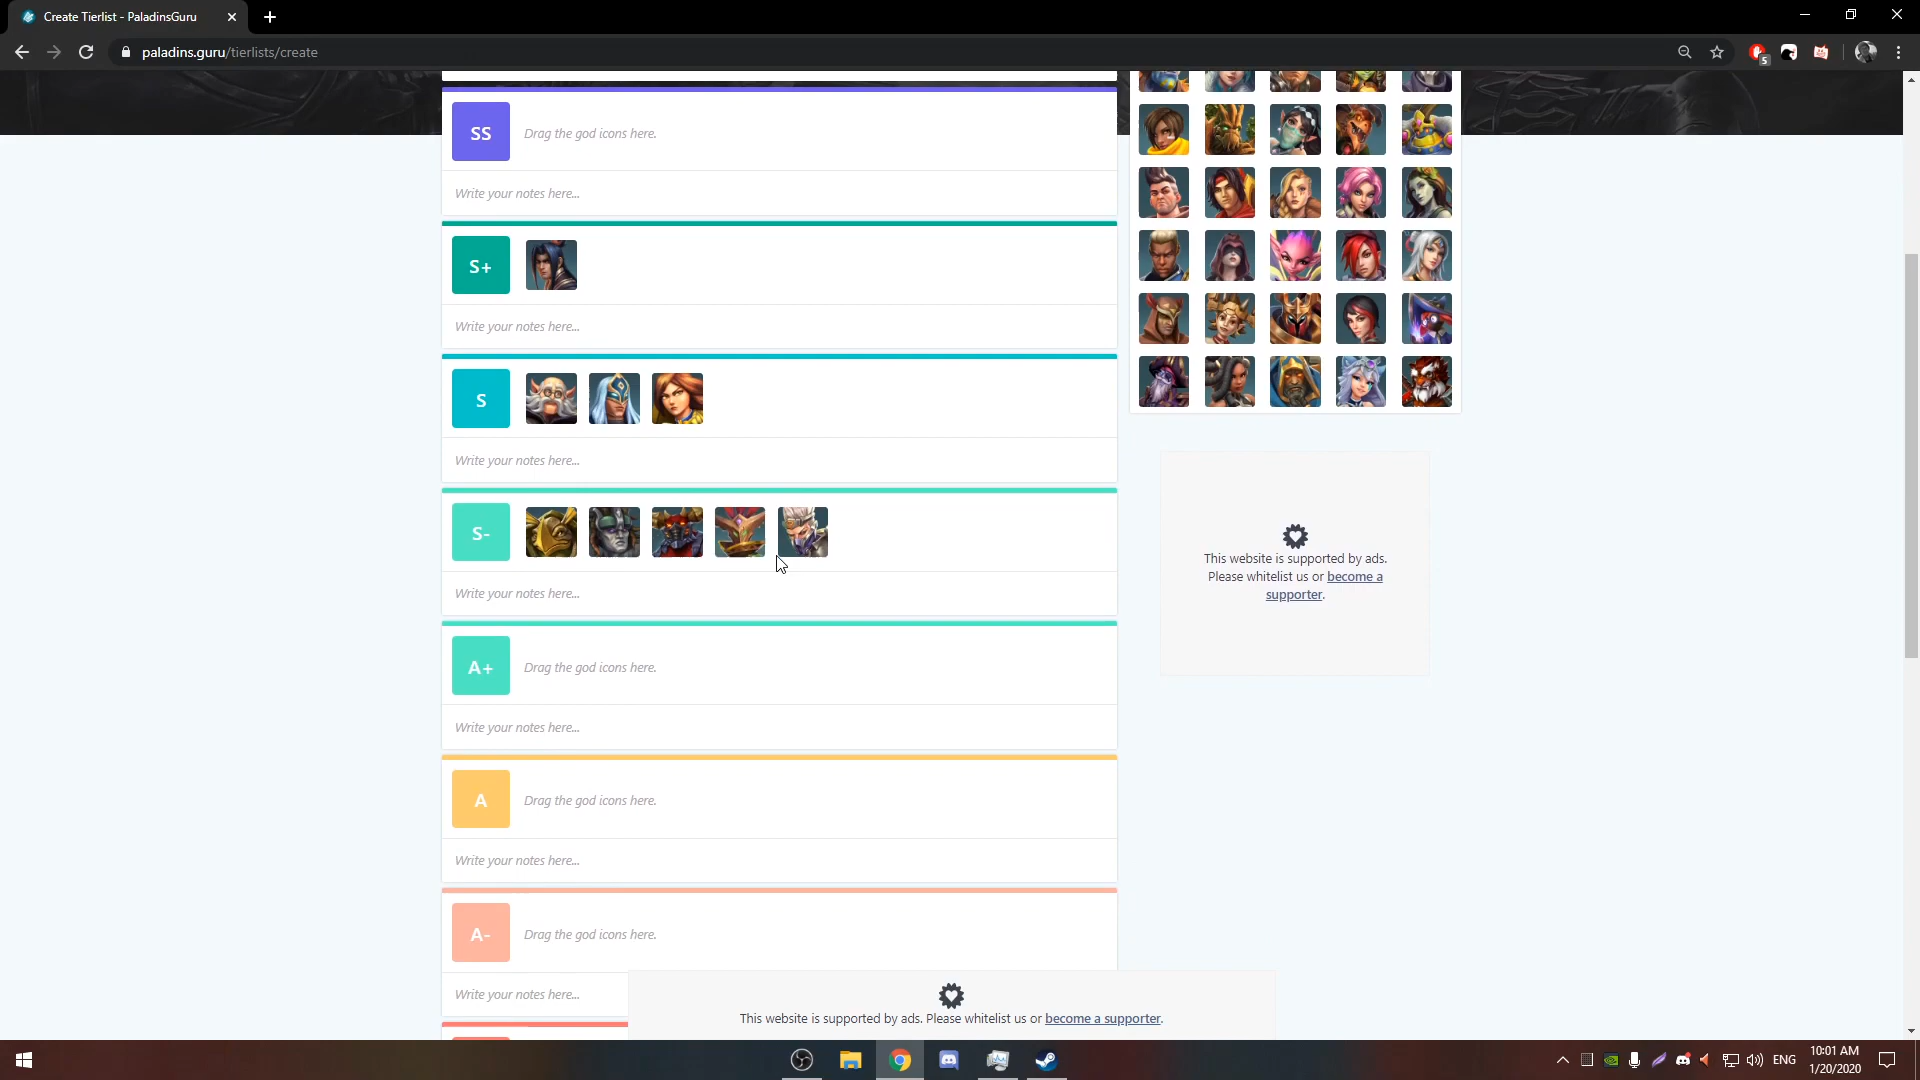 Create Tierlist - PaladinsGuru
paladins.guru/tierlists/create
5
SS
Drag the god icons here.
Write your notes here...
S+
Write your notes here...
S
Write your notes here...
S-
Write your notes here...
This website is supported by ads.
Please whitelist us or become a
supporter.
A+
Drag the god icons here.
Write your notes here...
A
Drag the god icons here.
Write your notes here...
A-
Drag the god icons here.
Write your notes here...
This website is supported by ads. Please whitelist us or become a supporter.
ENG
10:01 AM
1/20/2020